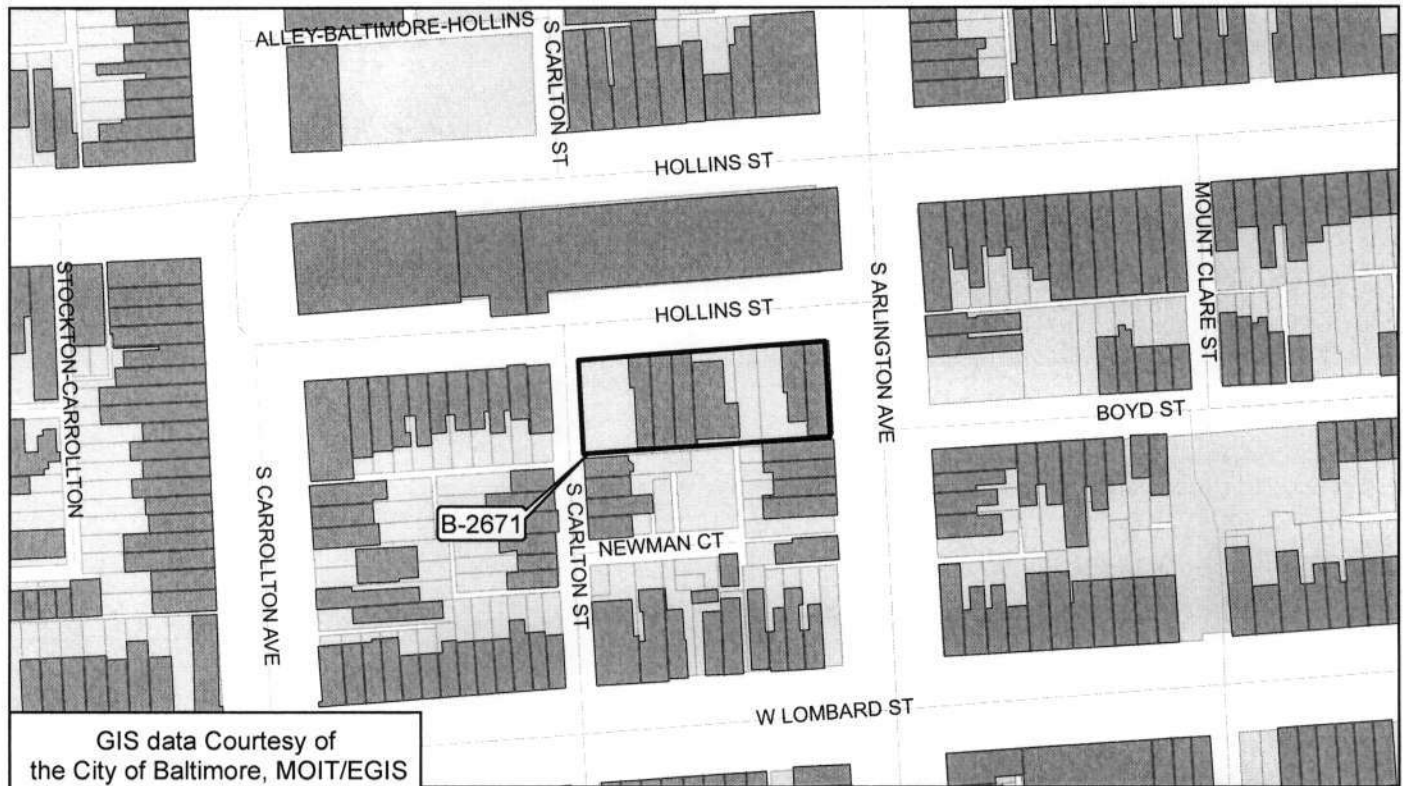 ALLEY-BALTIMORE-HOLLINS
S CARLTON ST
HOLLINS ST
MOUNT CLARE ST
STOCKTON-CARROLLTON
S ARLINGTON AVE
HOLLINS ST
BOYD ST
S CARROLLTON AVE
S CARLTON ST
B-2671
NEWMAN CT
W LOMBARD ST
GIS data Courtesy of
the City of Baltimore, MOIT/EGIS